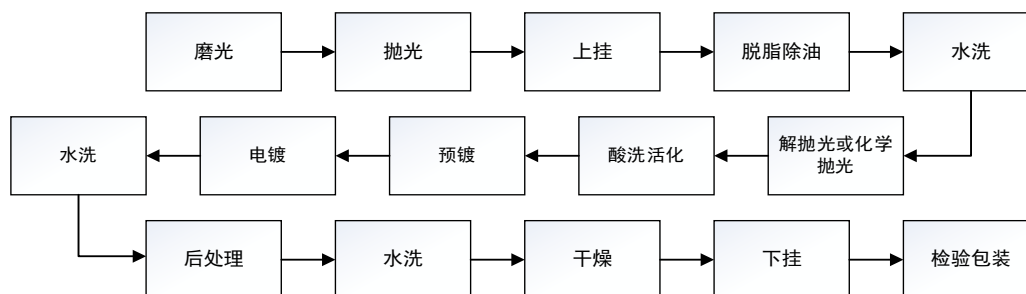 磨光
抛光
上挂
脱脂除油
水洗
解抛光或化学
抛光
酸洗活化
预镀
电镀
水洗
后处理
水洗
干燥
下挂
检验包装